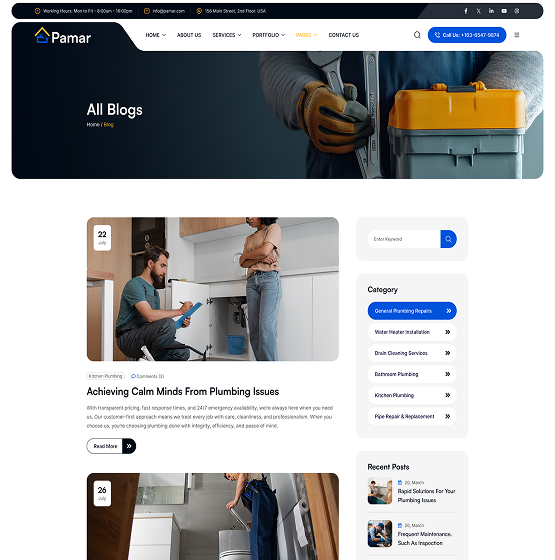 Working Hours: Mon to Fri - 8:00am - 16:00pm
info@pamar.com
156 Main Street, 2nd Floor, USA
Pamar
HOME
ABOUT US
SERVICES
PORTFOLIO
PAGES
CONTACT US
Call Us: +163-6547-9874
All Blogs
Home / Blog
22
July
Enter Keyword
Category
General Plumbing Repairs
Water Heater Installation
Drain Cleaning Services
Bathroom Plumbing
Kitchen Plumbing
Pipe Repair & Replacement
Kitchen Plumbing
Comments (3)
Achieving Calm Minds From Plumbing Issues
With transparent pricing, fast response times, and 24/7 emergency availability, we're always here when you need
us. Our customer-first approach means we treat every job with care, cleanliness, and professionalism. When you
choose us, you're choosing plumbing done with integrity, efficiency, and peace of mind.
Read More
26
July
Recent Posts
20, March
Rapid Solutions For Your
Plumbing Issues
20, March
Frequent Maintenance,
Such As Inspection